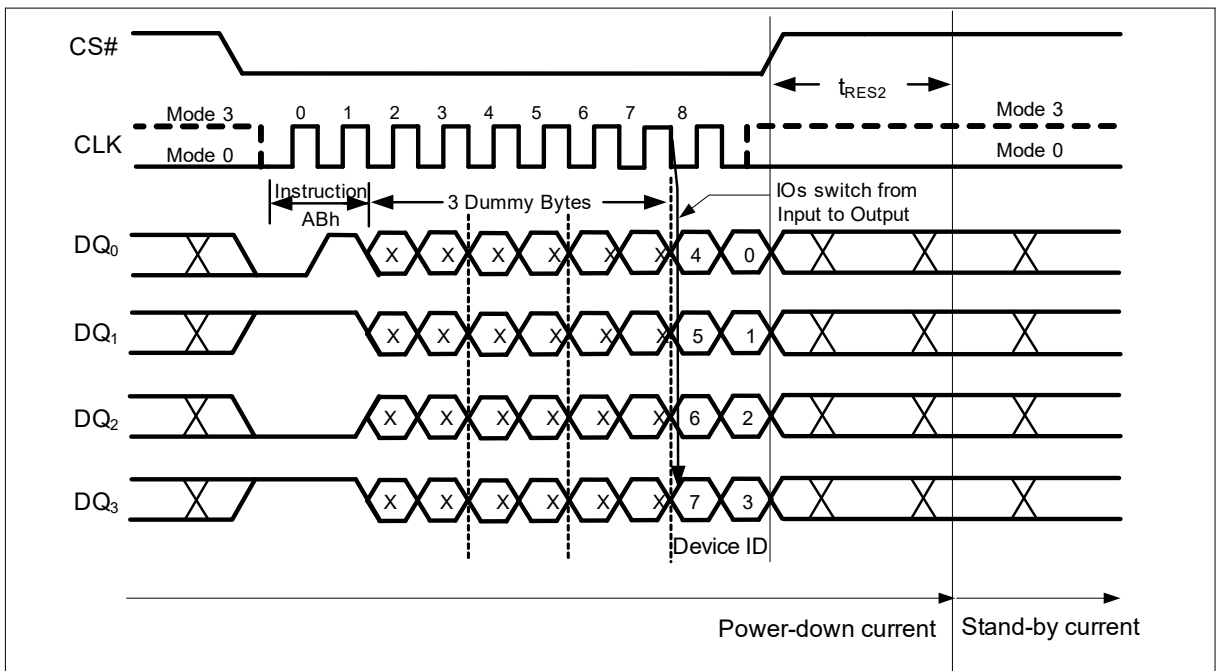 CS#
tRES2
Mode 3
0 1 2 3 4 5 6 7 8
Mode 3
CLK
Mode 0
Mode 0
Instruction
ABh
3 Dummy Bytes
IOs switch from
Input to Output
DQ0
X X X X X X 4 0
DQ1
X X X X X X 5 1
DQ2
X X X X X X 6 2
DQ3
X X X X X X 7 3
Device ID
Power-down current
Stand-by current